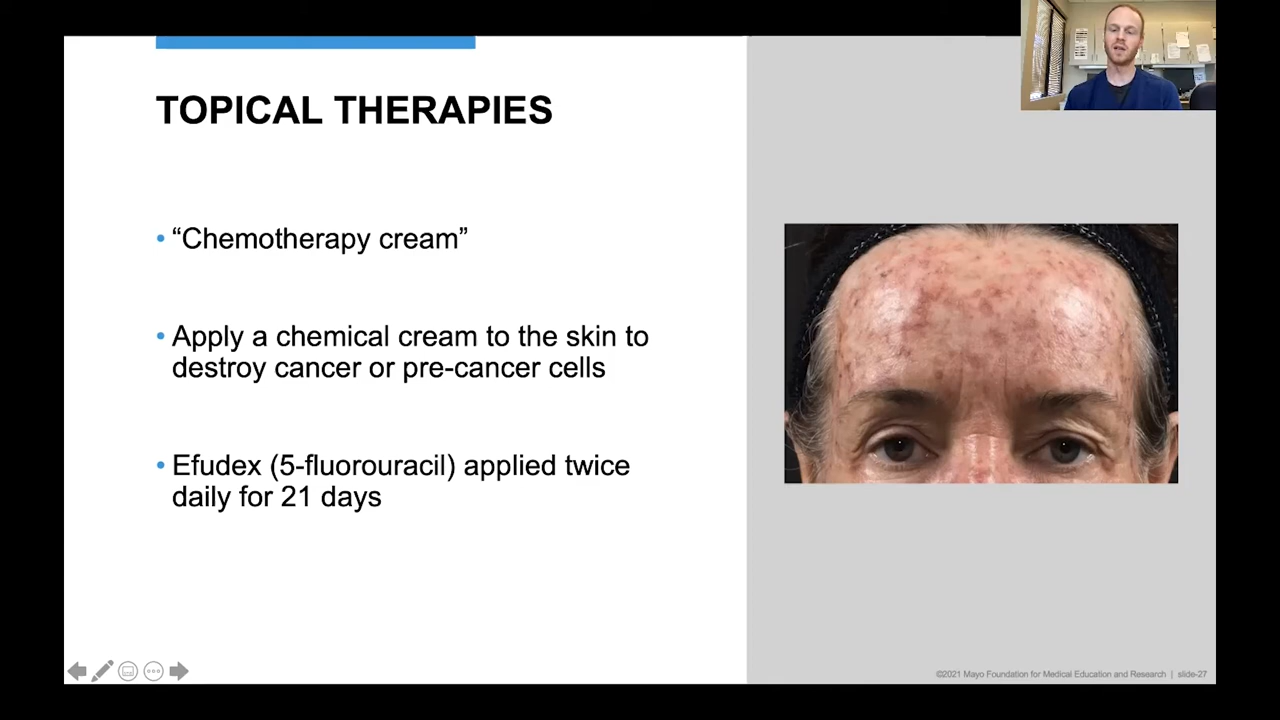 TOPICAL THERAPIES
• “Chemotherapy cream”
• Apply a chemical cream to the skin to
destroy cancer or pre-cancer cells
• Efudex (5-fluorouracil) applied twice
daily for 21 days
©2021 Mayo Foundation for Medical Education and Research | slide-27